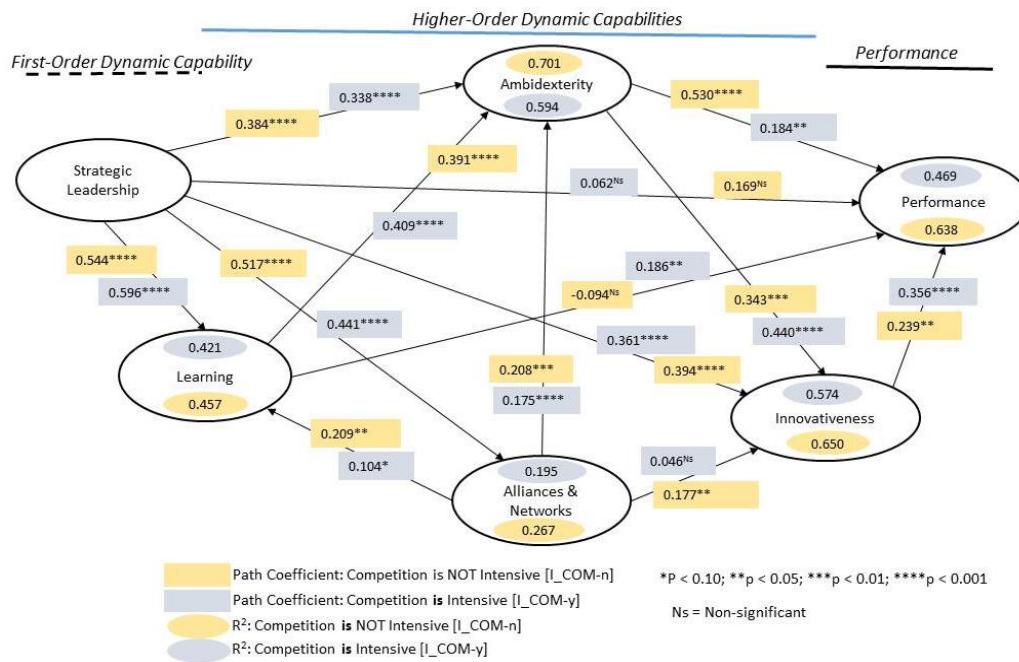 Higher-Order Dynamic Capabilities
First-Order Dynamic Capability
Performance
0.701
Ambidexterity
0.594
0.338****
0.384****
0.530****
0.184**
0.391****
Strategic
Leadership
0.062Ns
0.169Ns
0.469
Performance
0.638
0.409****
0.544****
0.517****
0.596****
0.186**
-0.094Ns
0.343***
0.356****
0.441****
0.440****
0.239**
0.421
Learning
0.457
0.361****
0.208***
0.394****
0.175****
0.574
Innovativeness
0.650
0.209**
0.104*
0.046Ns
0.177**
0.195
Alliances &
Networks
0.267
Path Coefficient: Competition is NOT Intensive [I_COM-n]
Path Coefficient: Competition is Intensive [I_COM-y]
R²: Competition is NOT Intensive [I_COM-n]
R²: Competition is Intensive [I_COM-y]
*P < 0.10; **p < 0.05; ***p < 0.01; ****p < 0.001
Ns = Non-significant